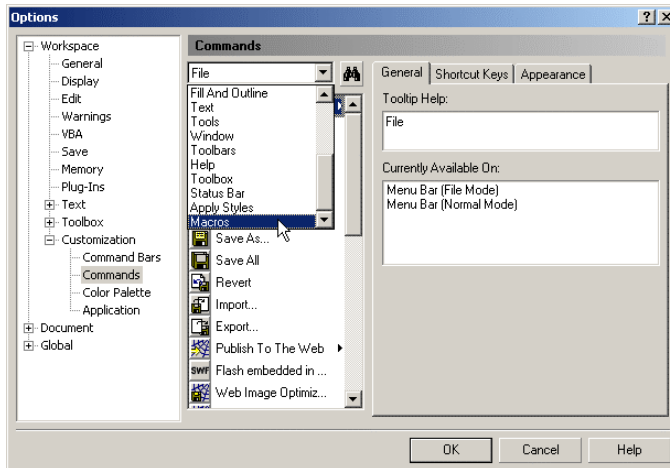 Options
Workspace
General
Display
Edit
Warnings
VBA
Save
Memory
Plug-Ins
Text
Toolbox
Customization
Command Bars
Commands
Color Palette
Application
Document
Global
Commands
File
Fill And Outline
Text
Tools
Window
Toolbars
Help
Toolbox
Status Bar
Apply Styles
Macros
Save As...
Save All
Revert
Import...
Export...
Publish To The Web
SWF Flash embedded in ...
Web Image Optimiz...
General Shortcut Keys Appearance
Tooltip Help:
File
Currently Available On:
Menu Bar (File Mode)
Menu Bar (Normal Mode)
OK Cancel Help